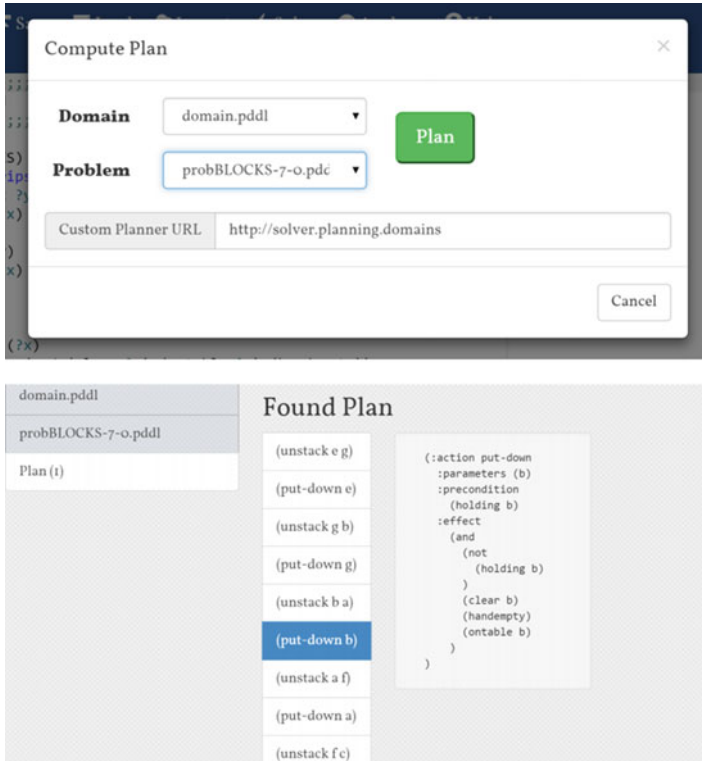 Compute Plan ×
Domain domain.pddl
Plan
Problem probBLOCKS-7-0.pdd
Custom Planner URL http://solver.planning.domains
Cancel
;;;
;;;
S)
rips
?y
x)
)
x)
(?x)
domain.pddl
probBLOCKS-7-0.pddl
Plan (1)
Found Plan
(unstack e g)
(put-down e)
(unstack g b)
(put-down g)
(unstack b a)
(put-down b)
(unstack a f)
(put-down a)
(unstack f c)
(:action put-down
:parameters (b)
:precondition
(holding b)
:effect
(and
(not
(holding b)
)
(clear b)
(handempty)
(ontable b)
)
)